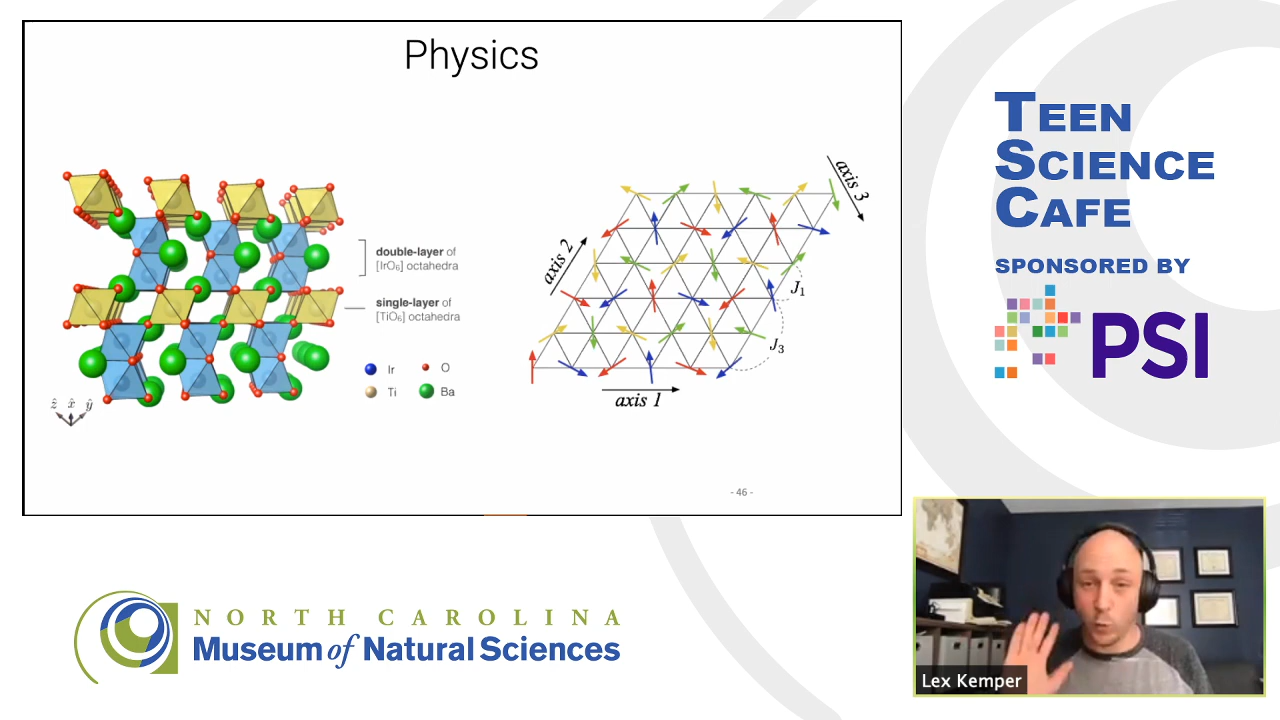 Physics
double-layer of
[IrO₆] octahedra
single-layer of
[TiO₆] octahedra
Ir
O
Ti
Ba
ẑ x̂ ŷ
axis 3
axis 2
J₁
J₃
axis 1
- 46 -
TEEN
SCIENCE
CAFE
SPONSORED BY
PSI
NORTH CAROLINA
Museum of Natural Sciences
Lex Kemper